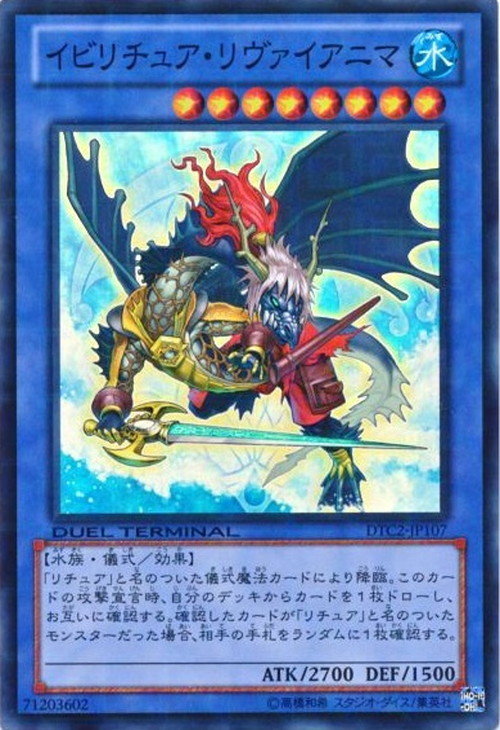 イビリチュア・リヴァイアニマ
水
DUEL TERMINAL
DTC2-JP107
【水族・儀式／効果】
「リチュア」と名のついた儀式魔法カードにより降臨。このカー
ドの攻撃宣言時、自分のデッキからカードを１枚ドローし、
お互いに確認する。確認したカードが「リチュア」と名のついた
モンスターだった場合、相手の手札をランダムに１枚確認する。
ATK/2700 DEF/1500
71203602
©高橋和希 スタジオ・ダイス/集英社